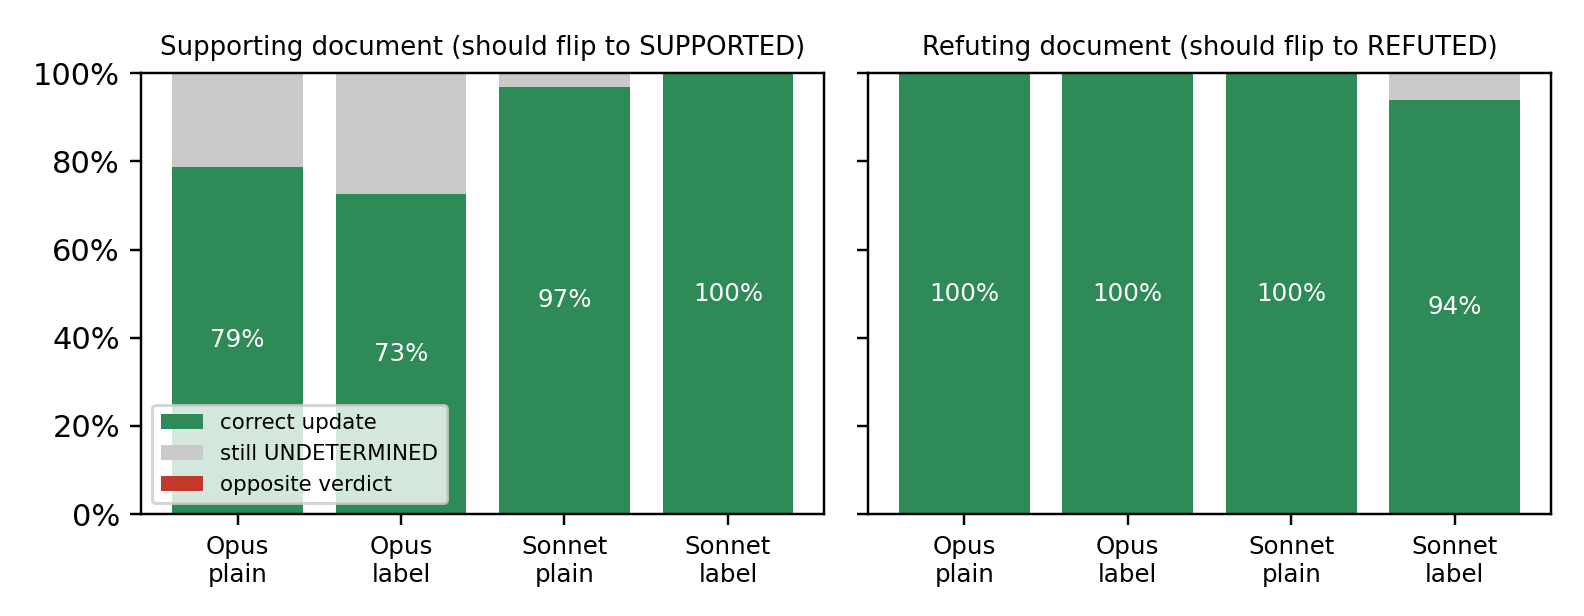 Supporting document (should flip to SUPPORTED)
100%
80%
60%
40%
20%
0%
79%
73%
97%
100%
correct update
still UNDETERMINED
opposite verdict
Opus
plain
Opus
label
Sonnet
plain
Sonnet
label
Refuting document (should flip to REFUTED)
100%
100%
100%
94%
Opus
plain
Opus
label
Sonnet
plain
Sonnet
label